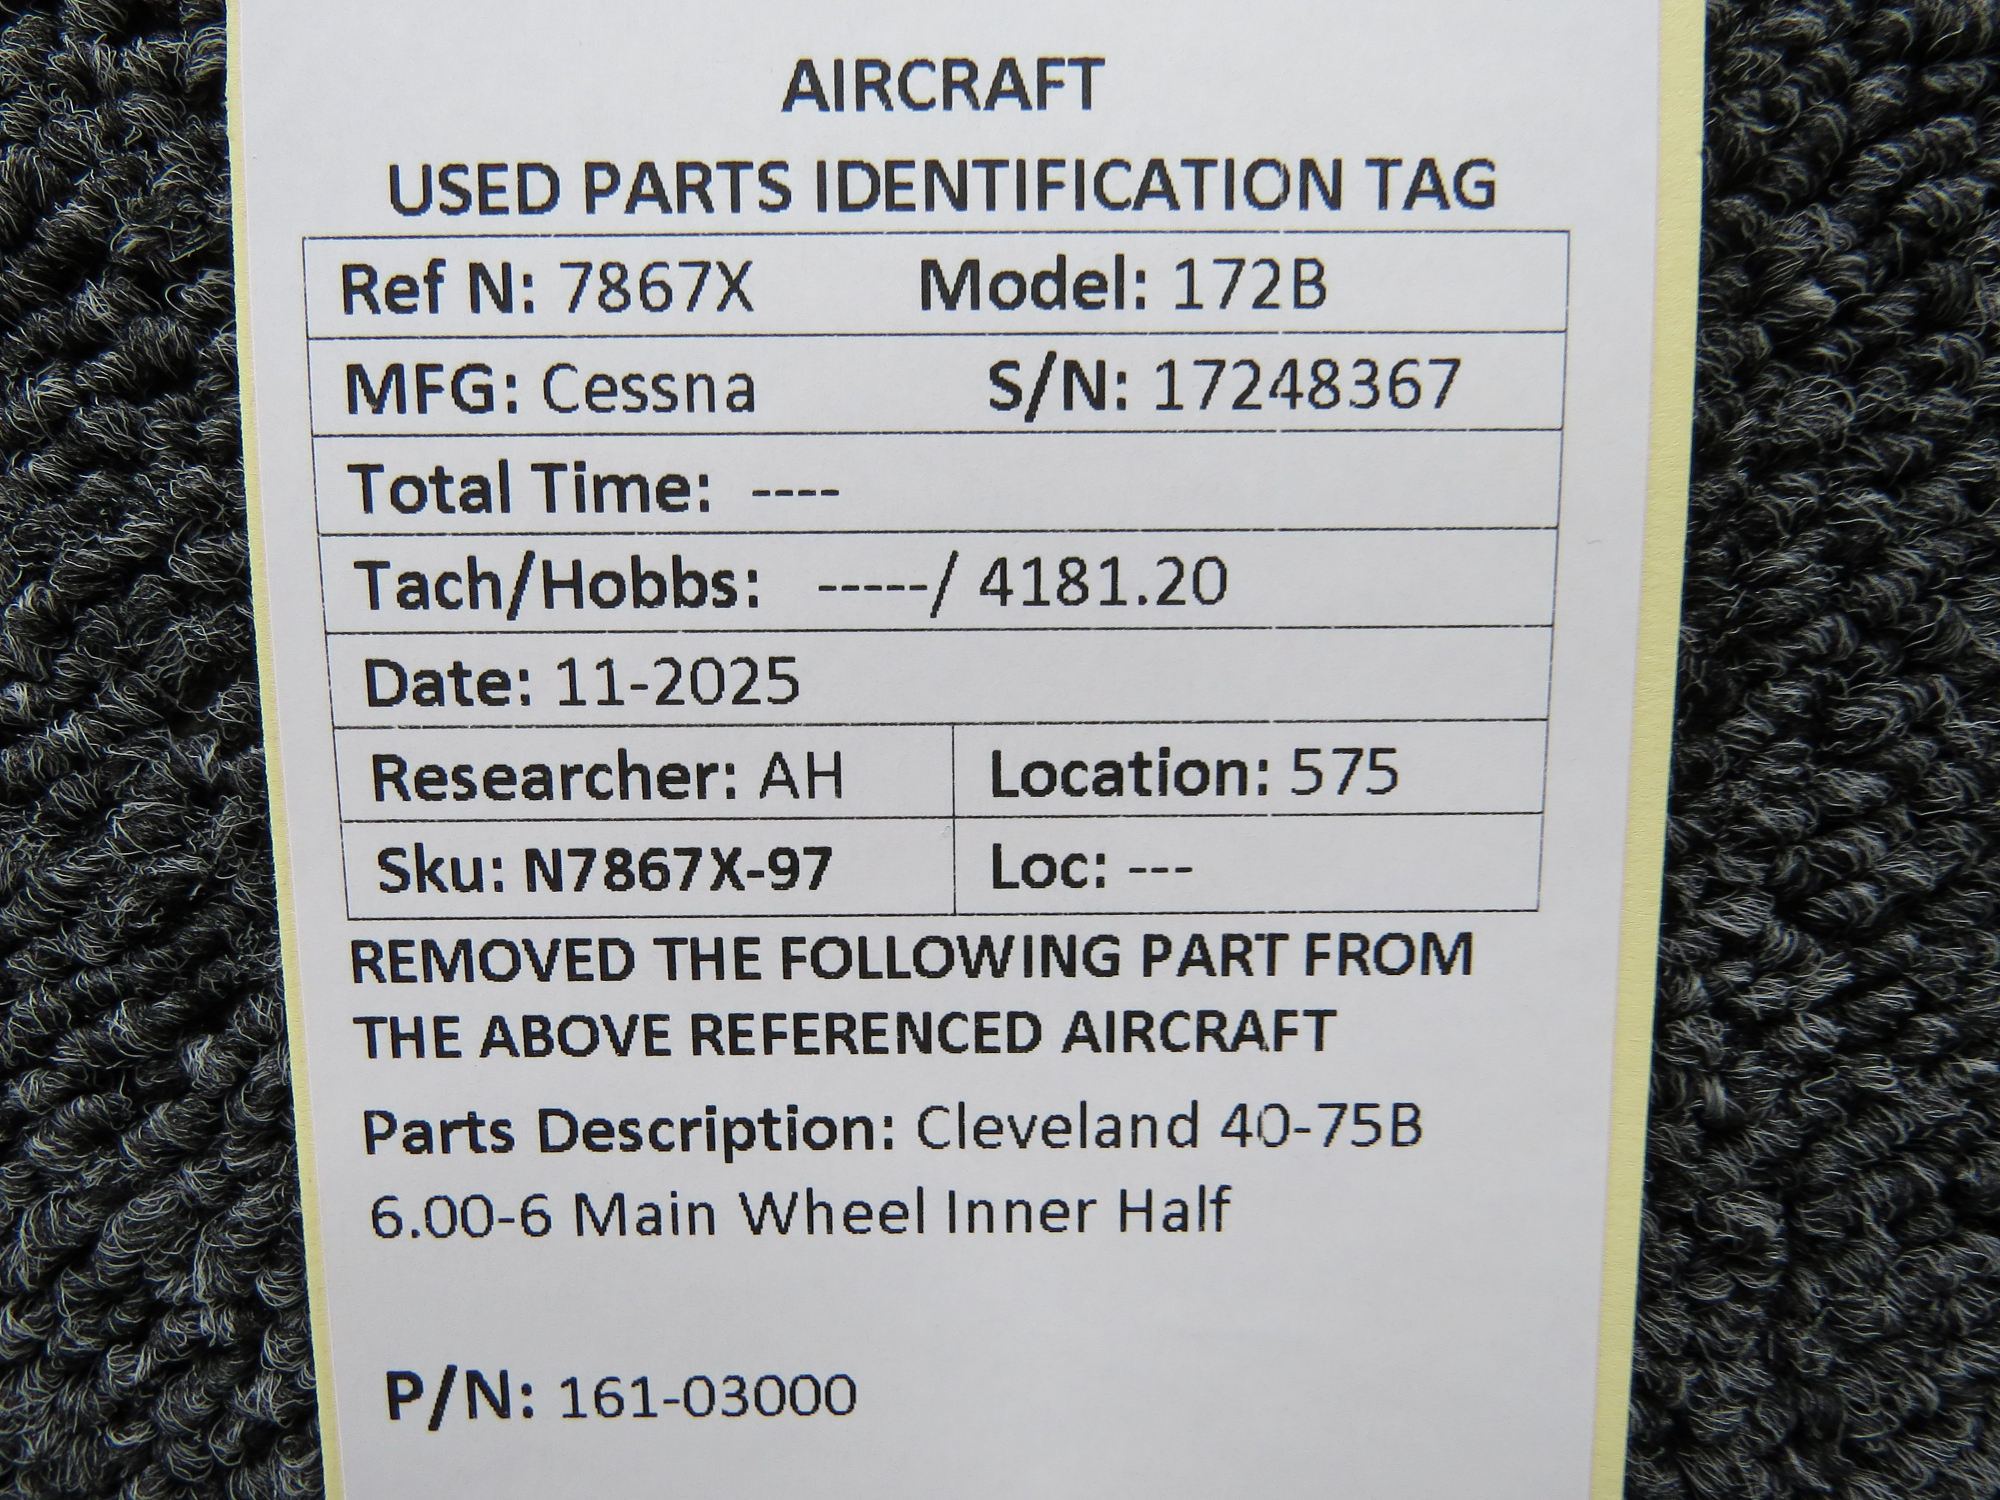 AIRCRAFT
USED PARTS IDENTIFICATION TAG
Ref N: 7867X Model: 172B
MFG: Cessna S/N: 17248367
Total Time: ----
Tach/Hobbs: -----/ 4181.20
Date: 11-2025
Researcher: AH Location: 575
Sku: N7867X-97 Loc: ---
REMOVED THE FOLLOWING PART FROM
THE ABOVE REFERENCED AIRCRAFT
Parts Description: Cleveland 40-75B
6.00-6 Main Wheel Inner Half
P/N: 161-03000